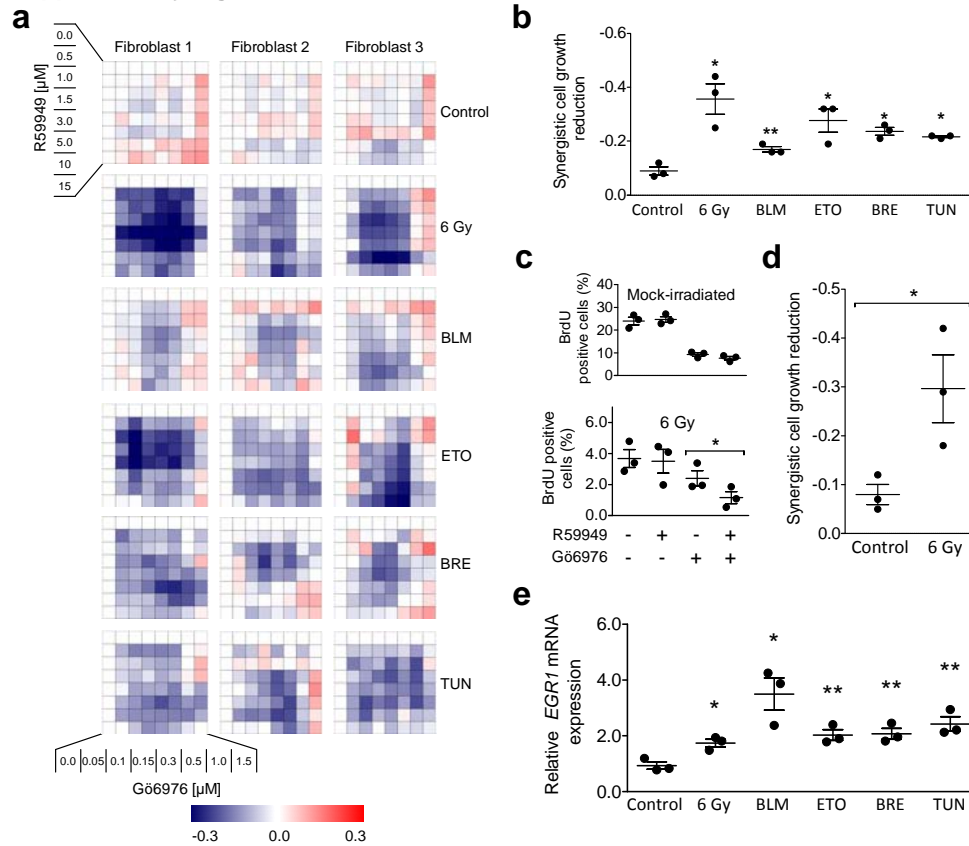 a
Fibroblast 1 Fibroblast 2 Fibroblast 3
R59949 [µM]
0.0
0.5
1.0
1.5
3.0
5.0
10
15
Control
6 Gy
BLM
ETO
BRE
TUN
0.0 0.05 0.1 0.15 0.3 0.5 1.0 1.5
Gö6976 [µM]
-0.3 0.0 0.3
b
Synergistic cell growth
reduction
-0.6
-0.4
-0.2
0.0
* ** * * *
Control 6 Gy BLM ETO BRE TUN
c
BrdU
positive cells (%)
40
30
20
10
0
Mock-irradiated
BrdU positive
cells (%)
6.0
4.0
2.0
0.0
6 Gy
*
R59949 - + - +
Gö6976 - - + +
d
Synergistic cell growth reduction
-0.5
-0.4
-0.3
-0.2
-0.1
0.0
*
Control 6 Gy
e
Relative EGR1 mRNA
expression
6.0
4.0
2.0
0.0
* * ** ** **
Control 6 Gy BLM ETO BRE TUN